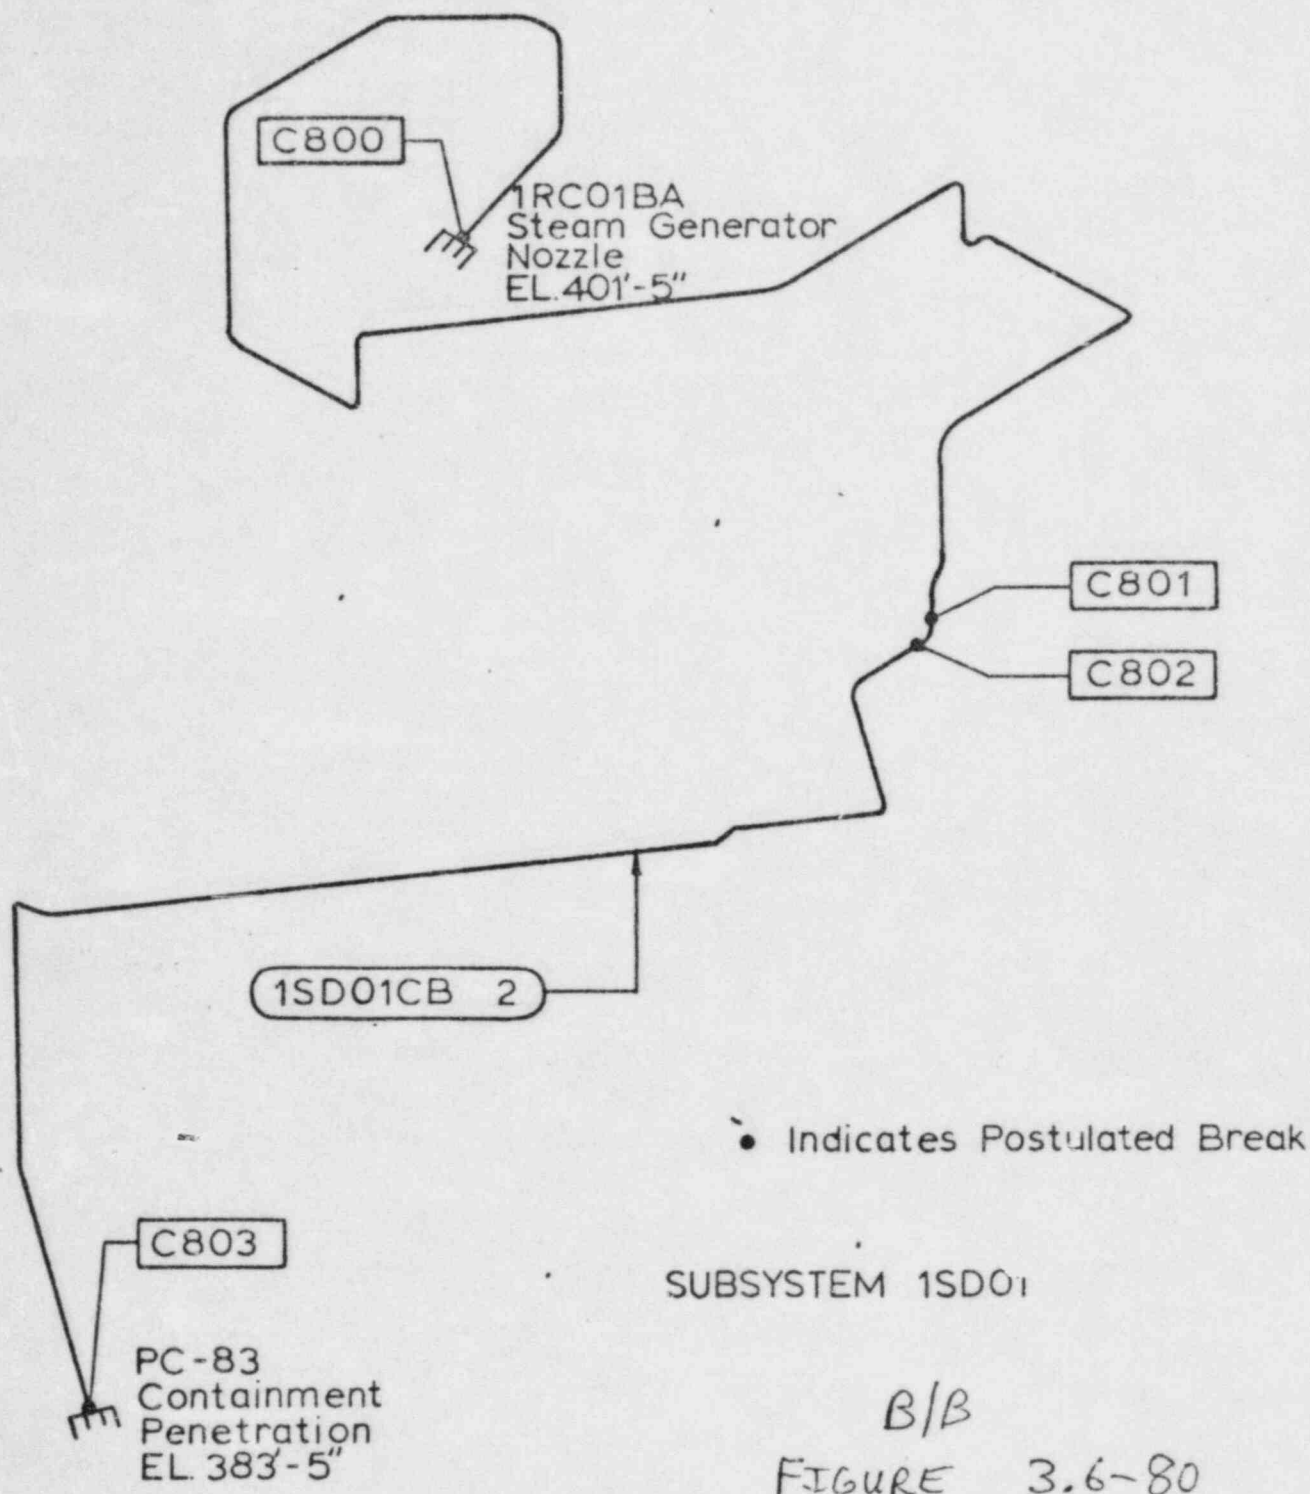 C800
1RC01BA
Steam Generator
Nozzle
EL.401'-5"
C801
C802
1SD01CB 2
• Indicates Postulated Break
C803
SUBSYSTEM 1SD01
PC-83
Containment
Penetration
EL. 383'-5"
B/B
FIGURE 3.6-80